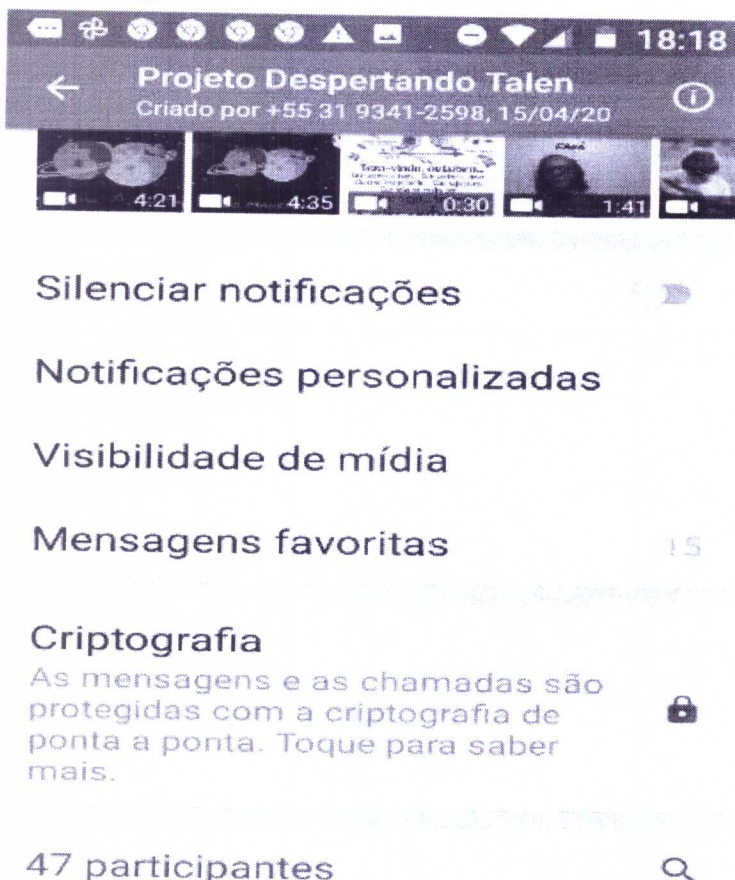 18:18
Projeto Despertando Talen
Criado por +55 31 9341-2598, 15/04/20
4:21
4:35
0:30
1:41
Silenciar notificações
Notificações personalizadas
Visibilidade de mídia
Mensagens favoritas 15
Criptografia
As mensagens e as chamadas são
protegidas com a criptografia de
ponta a ponta. Toque para saber
mais.
47 participantes